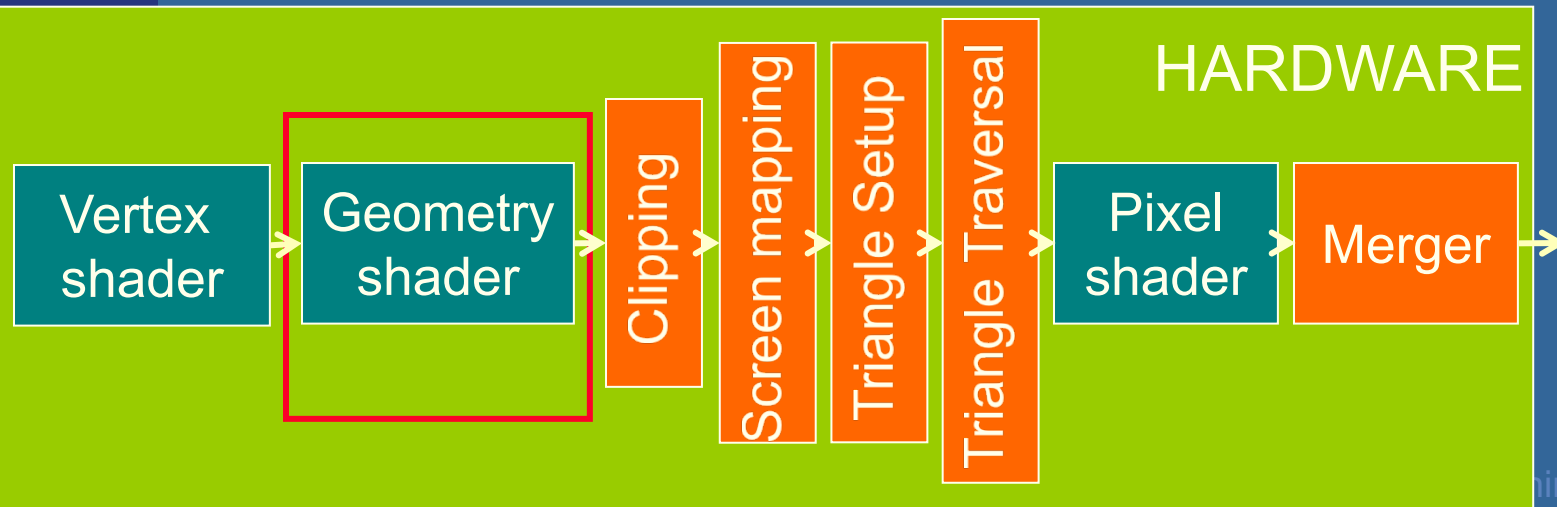 HARDWARE
Vertex
shader
Geometry
shader
Clipping
Screen mapping
Triangle Setup
Triangle Traversal
Pixel
shader
Merger